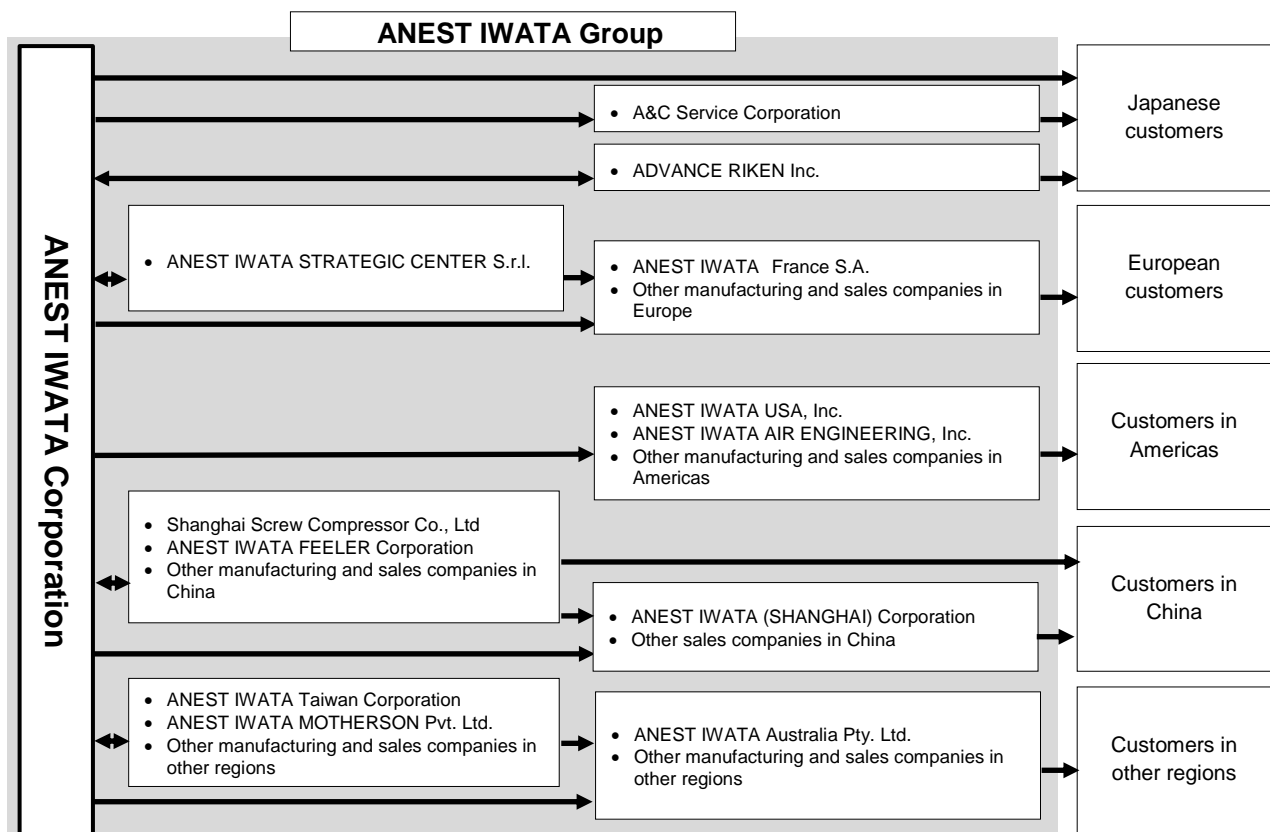 ANEST IWATA Group
ANEST IWATA Corporation
• A&C Service Corporation
• ADVANCE RIKEN Inc.
Japanese
customers
• ANEST IWATA STRATEGIC CENTER S.r.l.
• ANEST IWATA France S.A.
• Other manufacturing and sales companies in
Europe
European
customers
• ANEST IWATA USA, Inc.
• ANEST IWATA AIR ENGINEERING, Inc.
• Other manufacturing and sales companies in
Americas
Customers in
Americas
• Shanghai Screw Compressor Co., Ltd
• ANEST IWATA FEELER Corporation
• Other manufacturing and sales companies in
China
• ANEST IWATA (SHANGHAI) Corporation
• Other sales companies in China
Customers in
China
• ANEST IWATA Taiwan Corporation
• ANEST IWATA MOTHERSON Pvt. Ltd.
• Other manufacturing and sales companies in
other regions
• ANEST IWATA Australia Pty. Ltd.
• Other manufacturing and sales companies in
other regions
Customers in
other regions